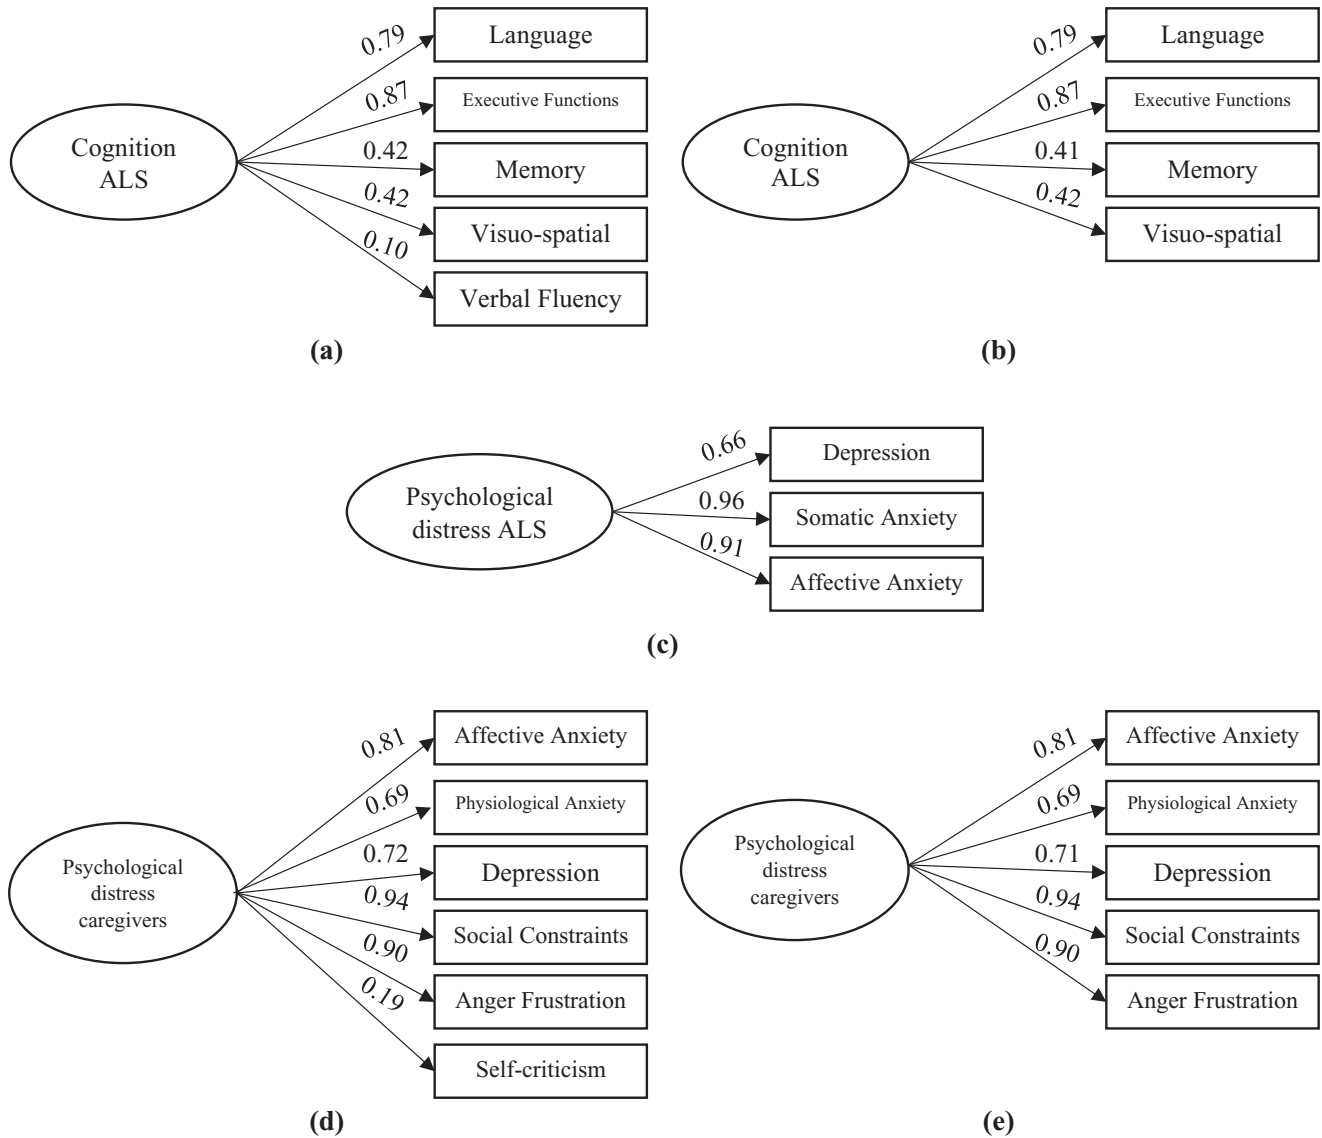 0.79
Language
0.87
Executive Functions
Cognition
ALS
0.42
Memory
0.42
Visuo-spatial
0.10
Verbal Fluency
(a)
0.79
Language
0.87
Executive Functions
Cognition
ALS
0.41
Memory
0.42
Visuo-spatial
(b)
0.66
Depression
Psychological
distress ALS
0.96
Somatic Anxiety
0.91
Affective Anxiety
(c)
0.81
Affective Anxiety
0.69
Physiological Anxiety
Psychological
distress
caregivers
0.72
Depression
0.94
Social Constraints
0.90
Anger Frustration
0.19
Self-criticism
(d)
0.81
Affective Anxiety
0.69
Physiological Anxiety
Psychological
distress
caregivers
0.71
Depression
0.94
Social Constraints
0.90
Anger Frustration
(e)